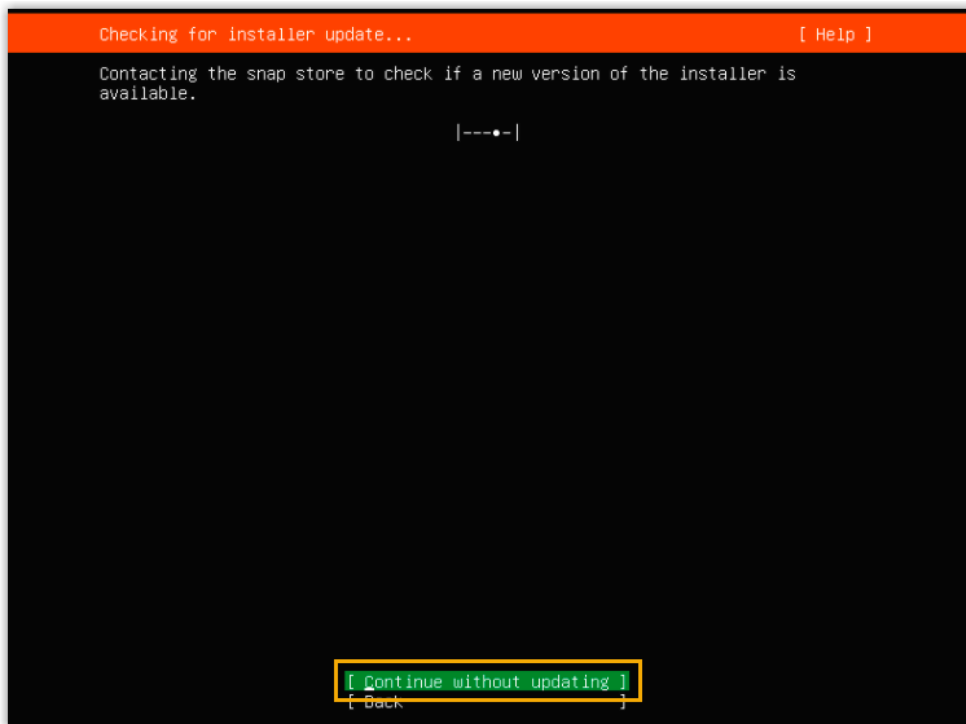 Checking for installer update... [ Help ]
Contacting the snap store to check if a new version of the installer is
available.
|---•-|
[ Continue without updating ]
[ Back ]